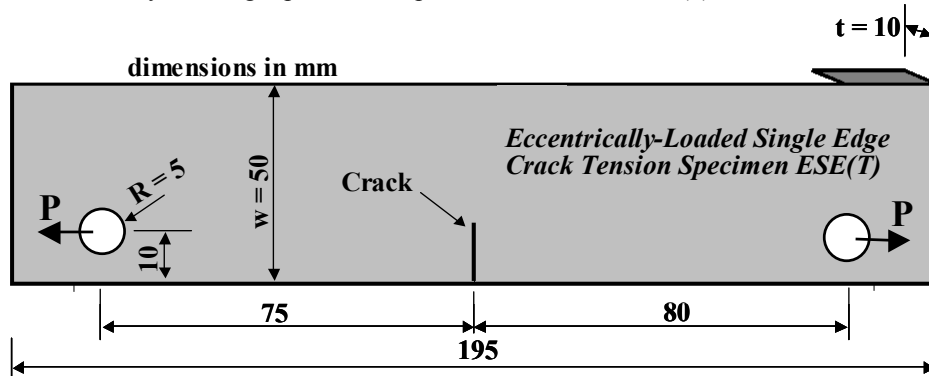 t = 10
dimensions in mm
Eccentrically-Loaded Single Edge
Crack Tension Specimen ESE(T)
w = 50
R = 5
Crack
P
P
10
75
80
195